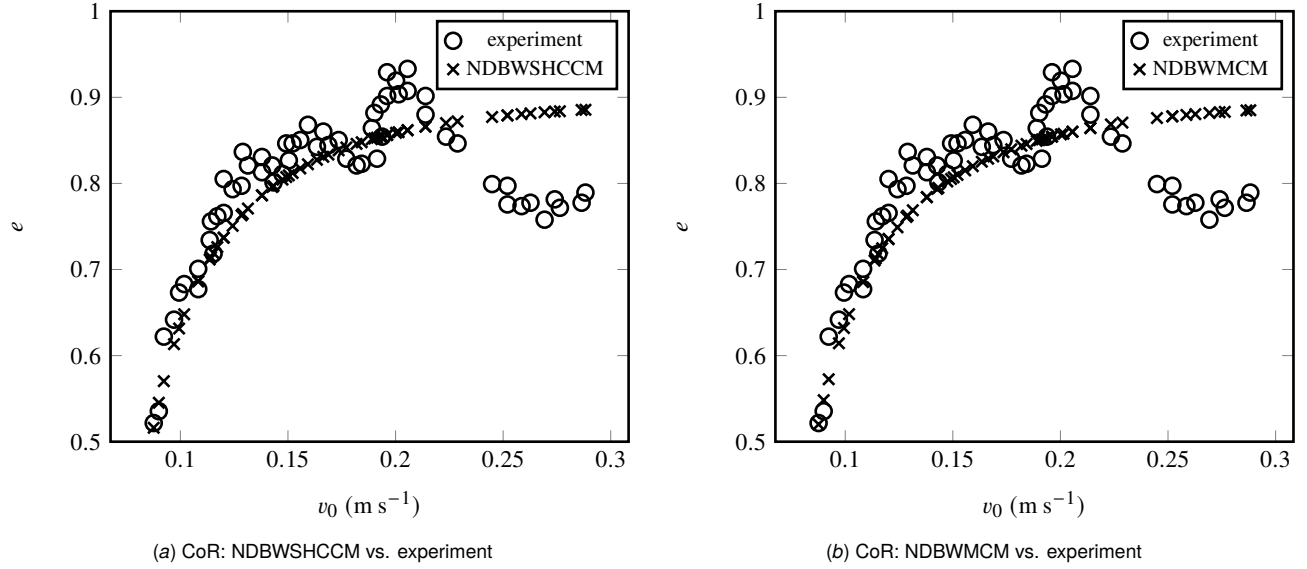 1
0.9
0.8
0.7
0.6
0.5
e
0.1 0.15 0.2 0.25 0.3
v₀ (m s⁻¹)
experiment
NDBWSHCCM
(a) CoR: NDBWSHCCM vs. experiment
1
0.9
0.8
0.7
0.6
0.5
e
0.1 0.15 0.2 0.25 0.3
v₀ (m s⁻¹)
experiment
NDBWMCM
(b) CoR: NDBWMCM vs. experiment